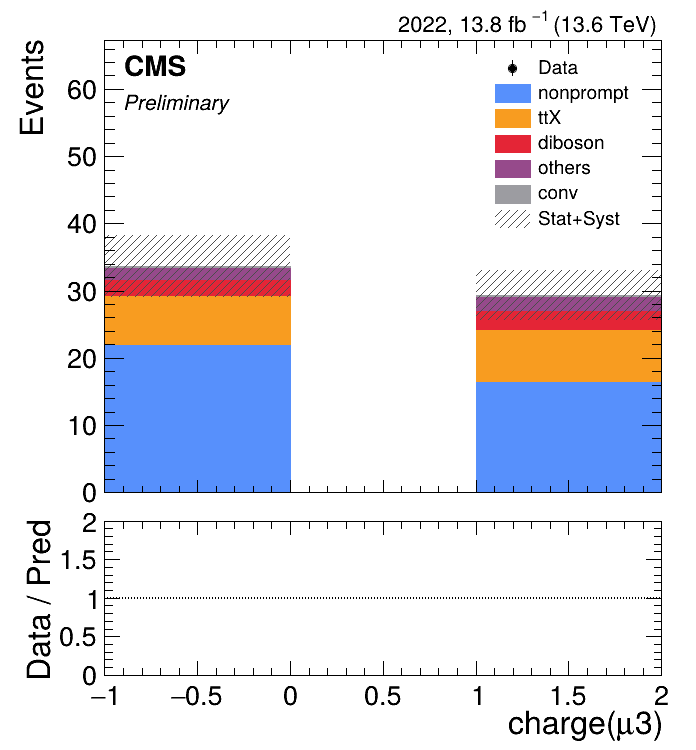 2022, 13.8 fb⁻¹ (13.6 TeV)
CMS
Preliminary
Events
Data
nonprompt
ttX
diboson
others
conv
Stat+Syst
60
50
40
30
20
10
0
Data / Pred
2
1.5
1
0.5
0
−1 −0.5 0 0.5 1 1.5 2
charge(μ3)